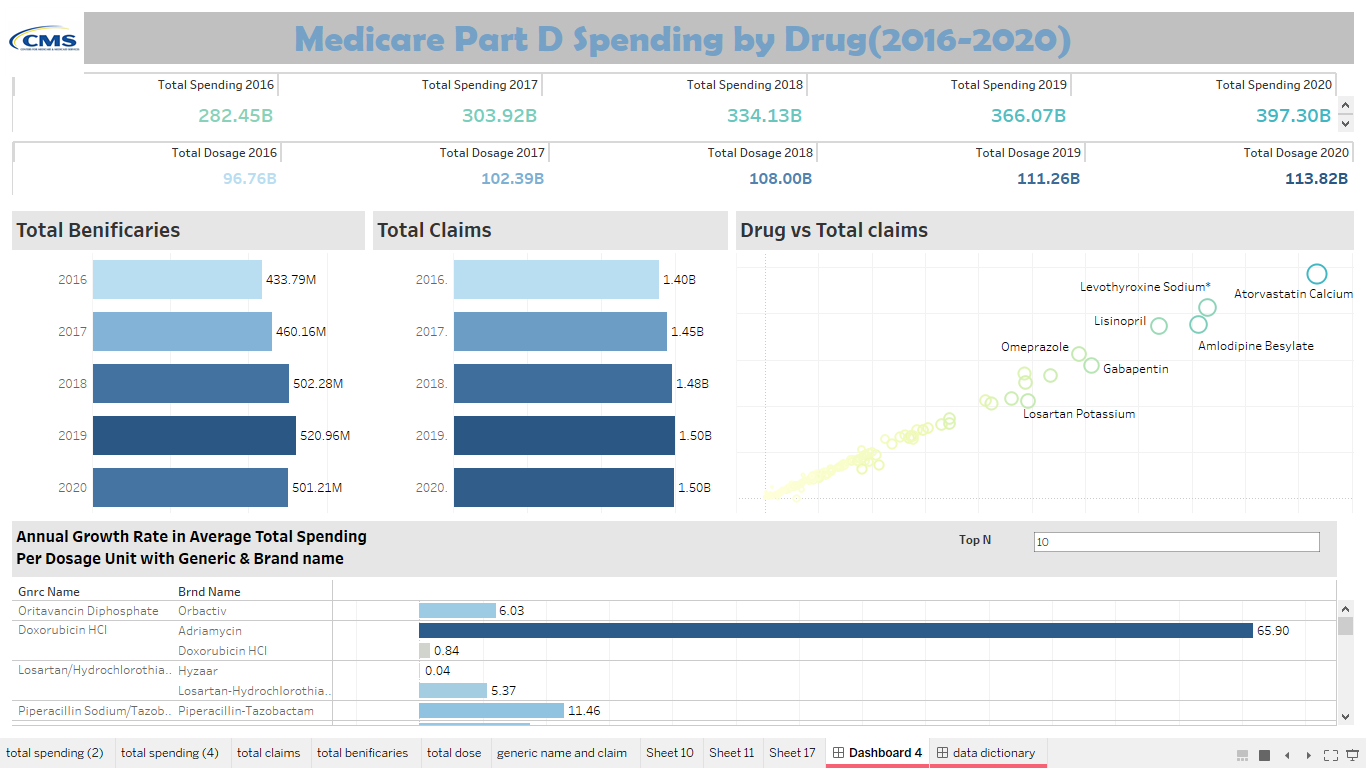 CMS
CENTERS FOR MEDICARE & MEDICAID SERVICES
Medicare Part D Spending by Drug(2016-2020)
Total Spending 2016 Total Spending 2017 Total Spending 2018 Total Spending 2019 Total Spending 2020
282.45B 303.92B 334.13B 366.07B 397.30B
Total Dosage 2016 Total Dosage 2017 Total Dosage 2018 Total Dosage 2019 Total Dosage 2020
96.76B 102.39B 108.00B 111.26B 113.82B
Total Benificaries
2016 433.79M
2017 460.16M
2018 502.28M
2019 520.96M
2020 501.21M
Total Claims
2016. 1.40B
2017. 1.45B
2018. 1.48B
2019. 1.50B
2020. 1.50B
Drug vs Total claims
Levothyroxine Sodium*
Atorvastatin Calcium
Lisinopril
Amlodipine Besylate
Omeprazole
Gabapentin
Losartan Potassium
Annual Growth Rate in Average Total Spending
Per Dosage Unit with Generic & Brand name
Top N 10
Gnrc Name Brnd Name
Oritavancin Diphosphate Orbactiv 6.03
Doxorubicin HCl Adriamycin 65.90
Doxorubicin HCl 0.84
Losartan/Hydrochlorothia.. Hyzaar 0.04
Losartan-Hydrochlorothia.. 5.37
Piperacillin Sodium/Tazob.. Piperacillin-Tazobactam 11.46
total spending (2) total spending (4) total claims total benificaries total dose generic name and claim Sheet 10 Sheet 11 Sheet 17 Dashboard 4 data dictionary